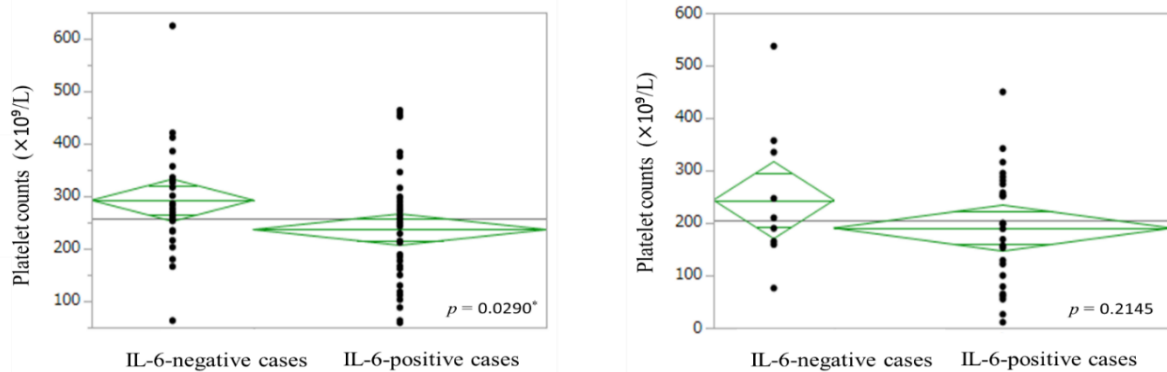 Platelet counts (×10⁹/L)
600
500
400
300
200
100
p = 0.0290*
IL-6-negative cases
IL-6-positive cases
Platelet counts (×10⁹/L)
600
500
400
300
200
100
0
p = 0.2145
IL-6-negative cases
IL-6-positive cases